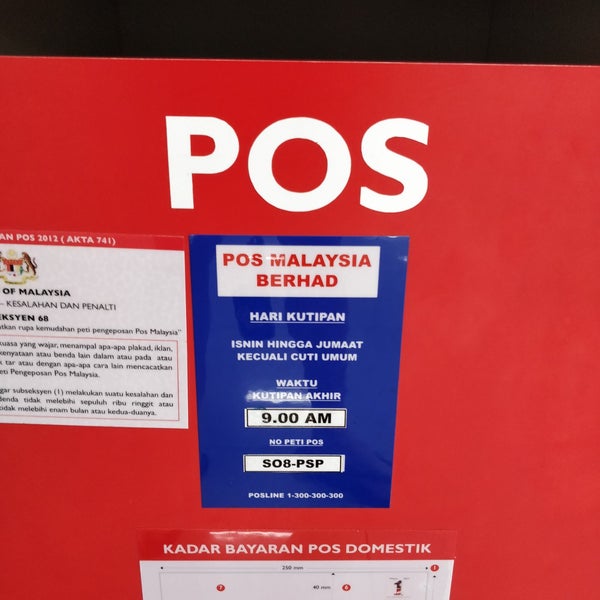 POS
AN POS 2012 ( AKTA 741)
OF MALAYSIA
– KESALAHAN DAN PENALTI
EKSYEN 68
atkan rupa kemudahan peti pengeposan Pos Malaysia"
kuasa yang wajar, menampal apa-apa plakad, iklan,
kenyataan atau benda lain dalam atau pada atau
tar atau dengan apa-apa cara lain mencacatkan
eti Pengeposan Pos Malaysia.
gar subseksyen (1) melakukan suatu kesalahan dan
denda tidak melebihi sepuluh ribu ringgit atau
tidak melebihi enam bulan atau kedua-duanya.
POS MALAYSIA
BERHAD
HARI KUTIPAN
ISNIN HINGGA JUMAAT
KECUALI CUTI UMUM
WAKTU
KUTIPAN AKHIR
9.00 AM
NO PETI POS
SO8-PSP
POSLINE 1-300-300-300
KADAR BAYARAN POS DOMESTIK
250 mm
40 mm